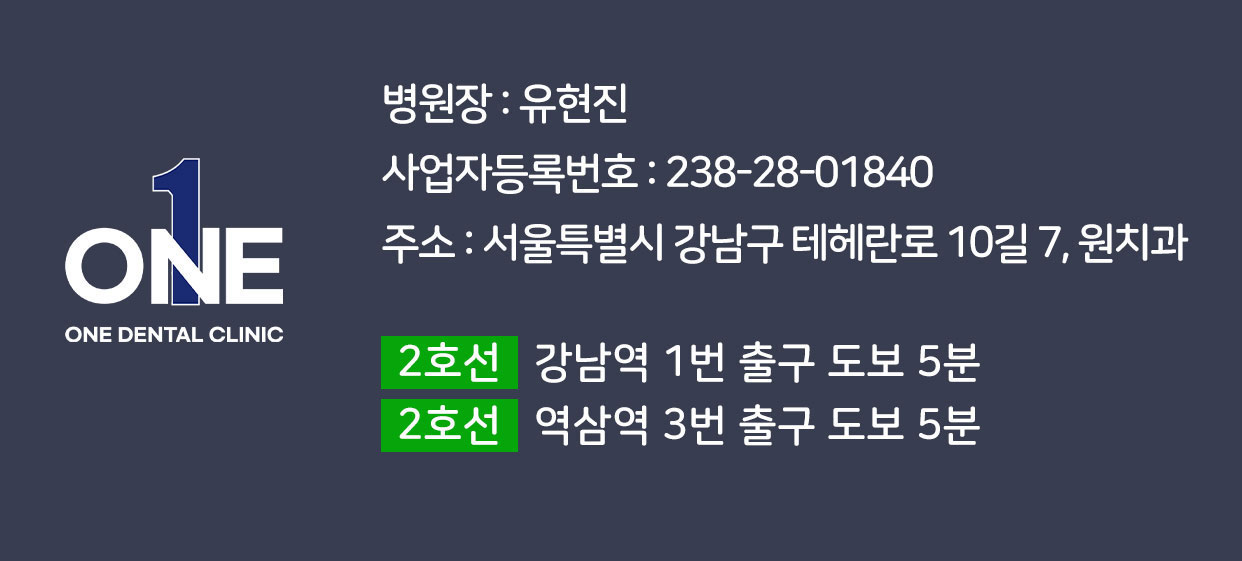 1
ONE
ONE DENTAL CLINIC
병원장 : 유현진
사업자등록번호 : 238-28-01840
주소 : 서울특별시 강남구 테헤란로 10길 7, 원치과
2호선 강남역 1번 출구 도보 5분
2호선 역삼역 3번 출구 도보 5분